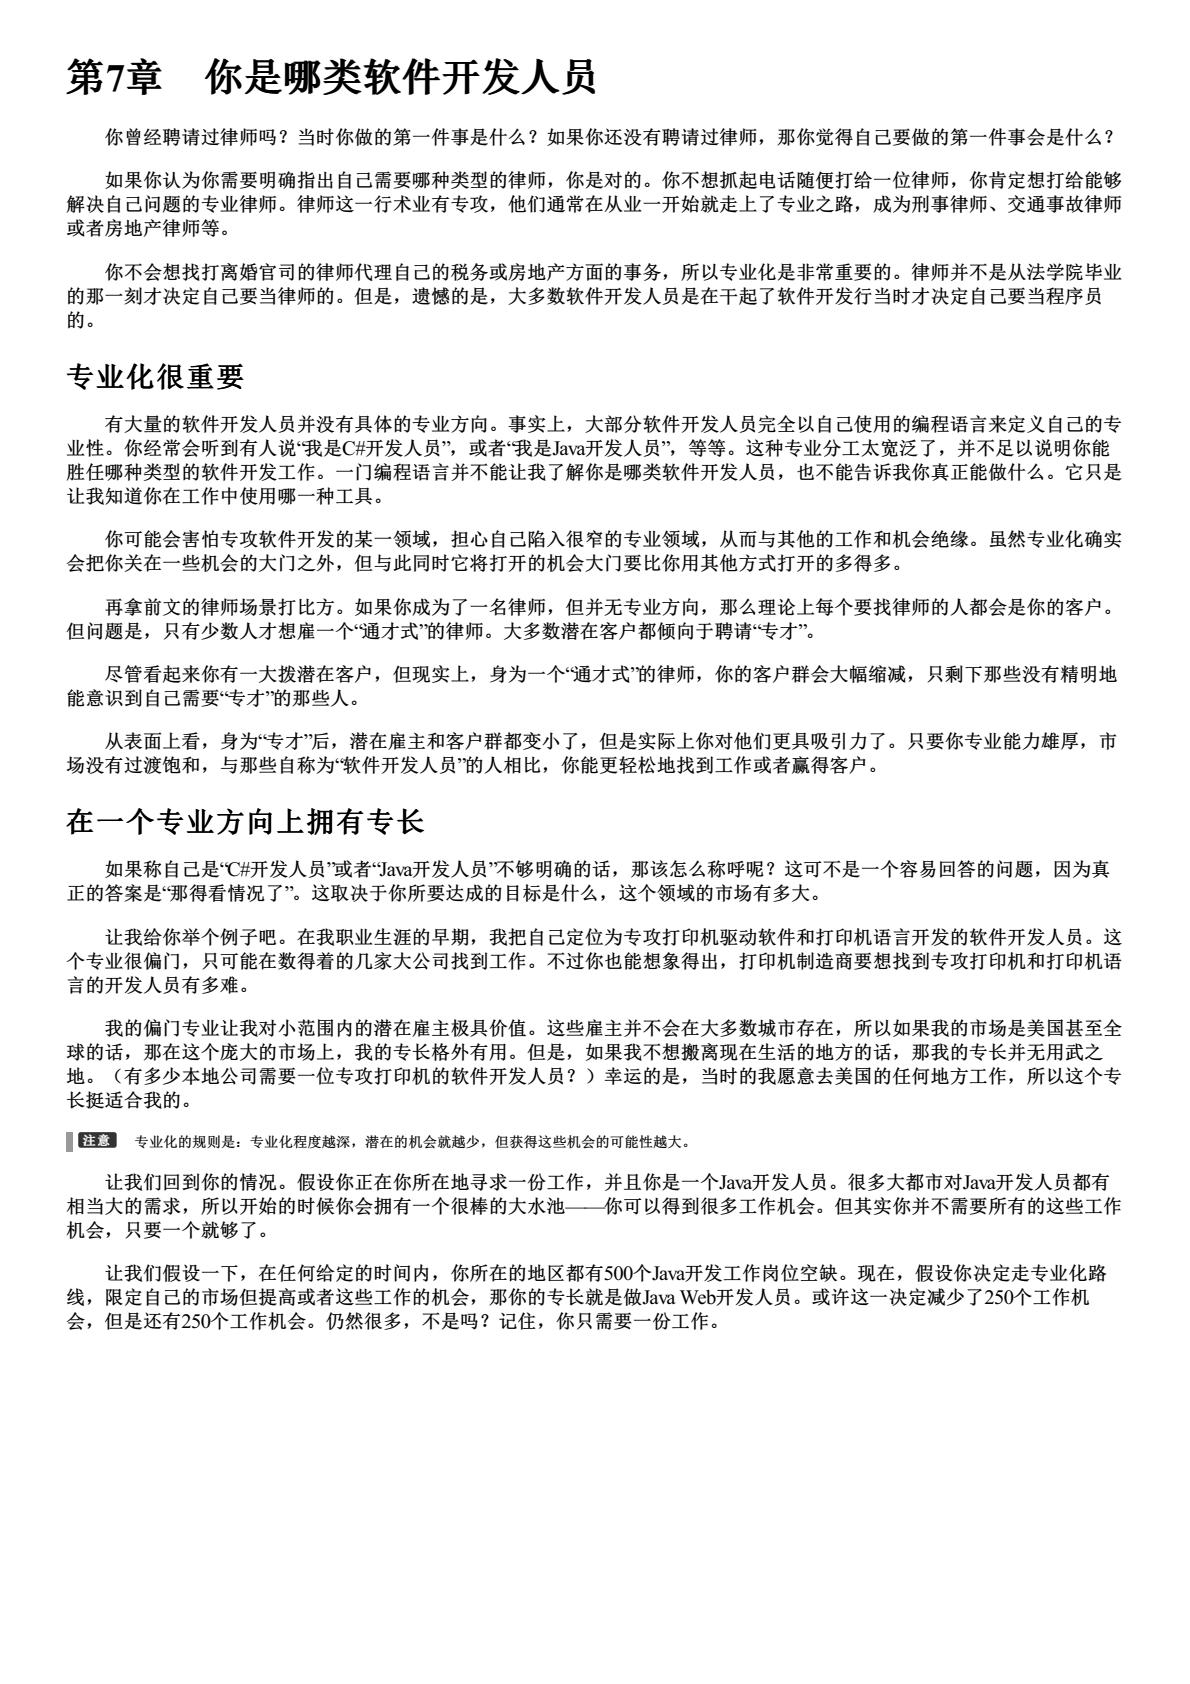 第7章　你是哪类软件开发人员
你曾经聘请过律师吗？当时你做的第一件事是什么？如果你还没有聘请过律师，那你觉得自己要做的第一件事会是什么？
如果你认为你需要明确指出自己需要哪种类型的律师，你是对的。你不想抓起电话随便打给一位律师，你肯定想打给能够
解决自己问题的专业律师。律师这一行术业有专攻，他们通常在从业一开始就走上了专业之路，成为刑事律师、交通事故律师
或者房地产律师等。
你不会想找打离婚官司的律师代理自己的税务或房地产方面的事务，所以专业化是非常重要的。律师并不是从法学院毕业
的那一刻才决定自己要当律师的。但是，遗憾的是，大多数软件开发人员是在干起了软件开发行当时才决定自己要当程序员
的。
专业化很重要
有大量的软件开发人员并没有具体的专业方向。事实上，大部分软件开发人员完全以自己使用的编程语言来定义自己的专
业性。你经常会听到有人说“我是C#开发人员”，或者“我是Java开发人员”，等等。这种专业分工太宽泛了，并不足以说明你能
胜任哪种类型的软件开发工作。一门编程语言并不能让我了解你是哪类软件开发人员，也不能告诉我你真正能做什么。它只是
让我知道你在工作中使用哪一种工具。
你可能会害怕专攻软件开发的某一领域，担心自己陷入很窄的专业领域，从而与其他的工作和机会绝缘。虽然专业化确实
会把你关在一些机会的大门之外，但与此同时它将打开的机会大门要比你用其他方式打开的多得多。
再拿前文的律师场景打比方。如果你成为了一名律师，但并无专业方向，那么理论上每个要找律师的人都会是你的客户。
但问题是，只有少数人才想雇一个“通才式”的律师。大多数潜在客户都倾向于聘请“专才”。
尽管看起来你有一大拨潜在客户，但现实上，身为一个“通才式”的律师，你的客户群会大幅缩减，只剩下那些没有精明地
能意识到自己需要“专才”的那些人。
从表面上看，身为“专才”后，潜在雇主和客户群都变小了，但是实际上你对他们更具吸引力了。只要你专业能力雄厚，市
场没有过渡饱和，与那些自称为“软件开发人员”的人相比，你能更轻松地找到工作或者赢得客户。
在一个专业方向上拥有专长
如果称自己是“C#开发人员”或者“Java开发人员”不够明确的话，那该怎么称呼呢？这可不是一个容易回答的问题，因为真
正的答案是“那得看情况了”。这取决于你所要达成的目标是什么，这个领域的市场有多大。
让我给你举个例子吧。在我职业生涯的早期，我把自己定位为专攻打印机驱动软件和打印机语言开发的软件开发人员。这
个专业很偏门，只可能在数得着的几家大公司找到工作。不过你也能想象得出，打印机制造商要想找到专攻打印机和打印机语
言的开发人员有多难。
我的偏门专业让我对小范围内的潜在雇主极具价值。这些雇主并不会在大多数城市存在，所以如果我的市场是美国甚至全
球的话，那在这个庞大的市场上，我的专长格外有用。但是，如果我不想搬离现在生活的地方的话，那我的专长并无用武之
地。（有多少本地公司需要一位专攻打印机的软件开发人员？）幸运的是，当时的我愿意去美国的任何地方工作，所以这个专
长挺适合我的。
注意　专业化的规则是：专业化程度越深，潜在的机会就越少，但获得这些机会的可能性越大。
让我们回到你的情况。假设你正在你所在地寻求一份工作，并且你是一个Java开发人员。很多大都市对Java开发人员都有
相当大的需求，所以开始的时候你会拥有一个很棒的大水池——你可以得到很多工作机会。但其实你并不需要所有的这些工作
机会，只要一个就够了。
让我们假设一下，在任何给定的时间内，你所在的地区都有500个Java开发工作岗位空缺。现在，假设你决定走专业化路
线，限定自己的市场但提高或者这些工作的机会，那你的专长就是做Java Web开发人员。或许这一决定减少了250个工作机
会，但是还有250个工作机会。仍然很多，不是吗？记住，你只需要一份工作。